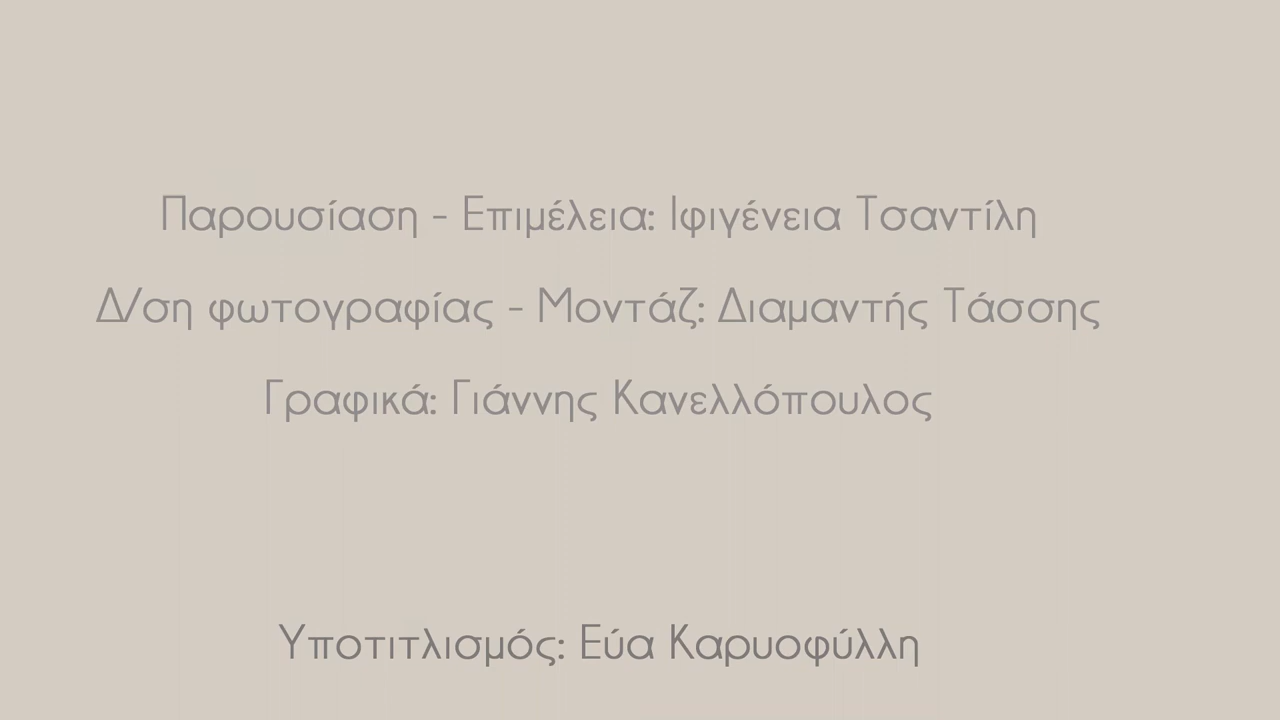 Παρουσίαση - Επιμέλεια: Ιφιγένεια Τσαντίλη
Δ/ση φωτογραφίας - Μοντάζ: Διαμαντής Τάσσης
Γραφικά: Γιάννης Κανελλόπουλος
Υποτιτλισμός: Εύα Καρυοφύλλη